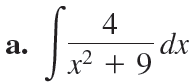 a. ∫ 4/(x² + 9) dx